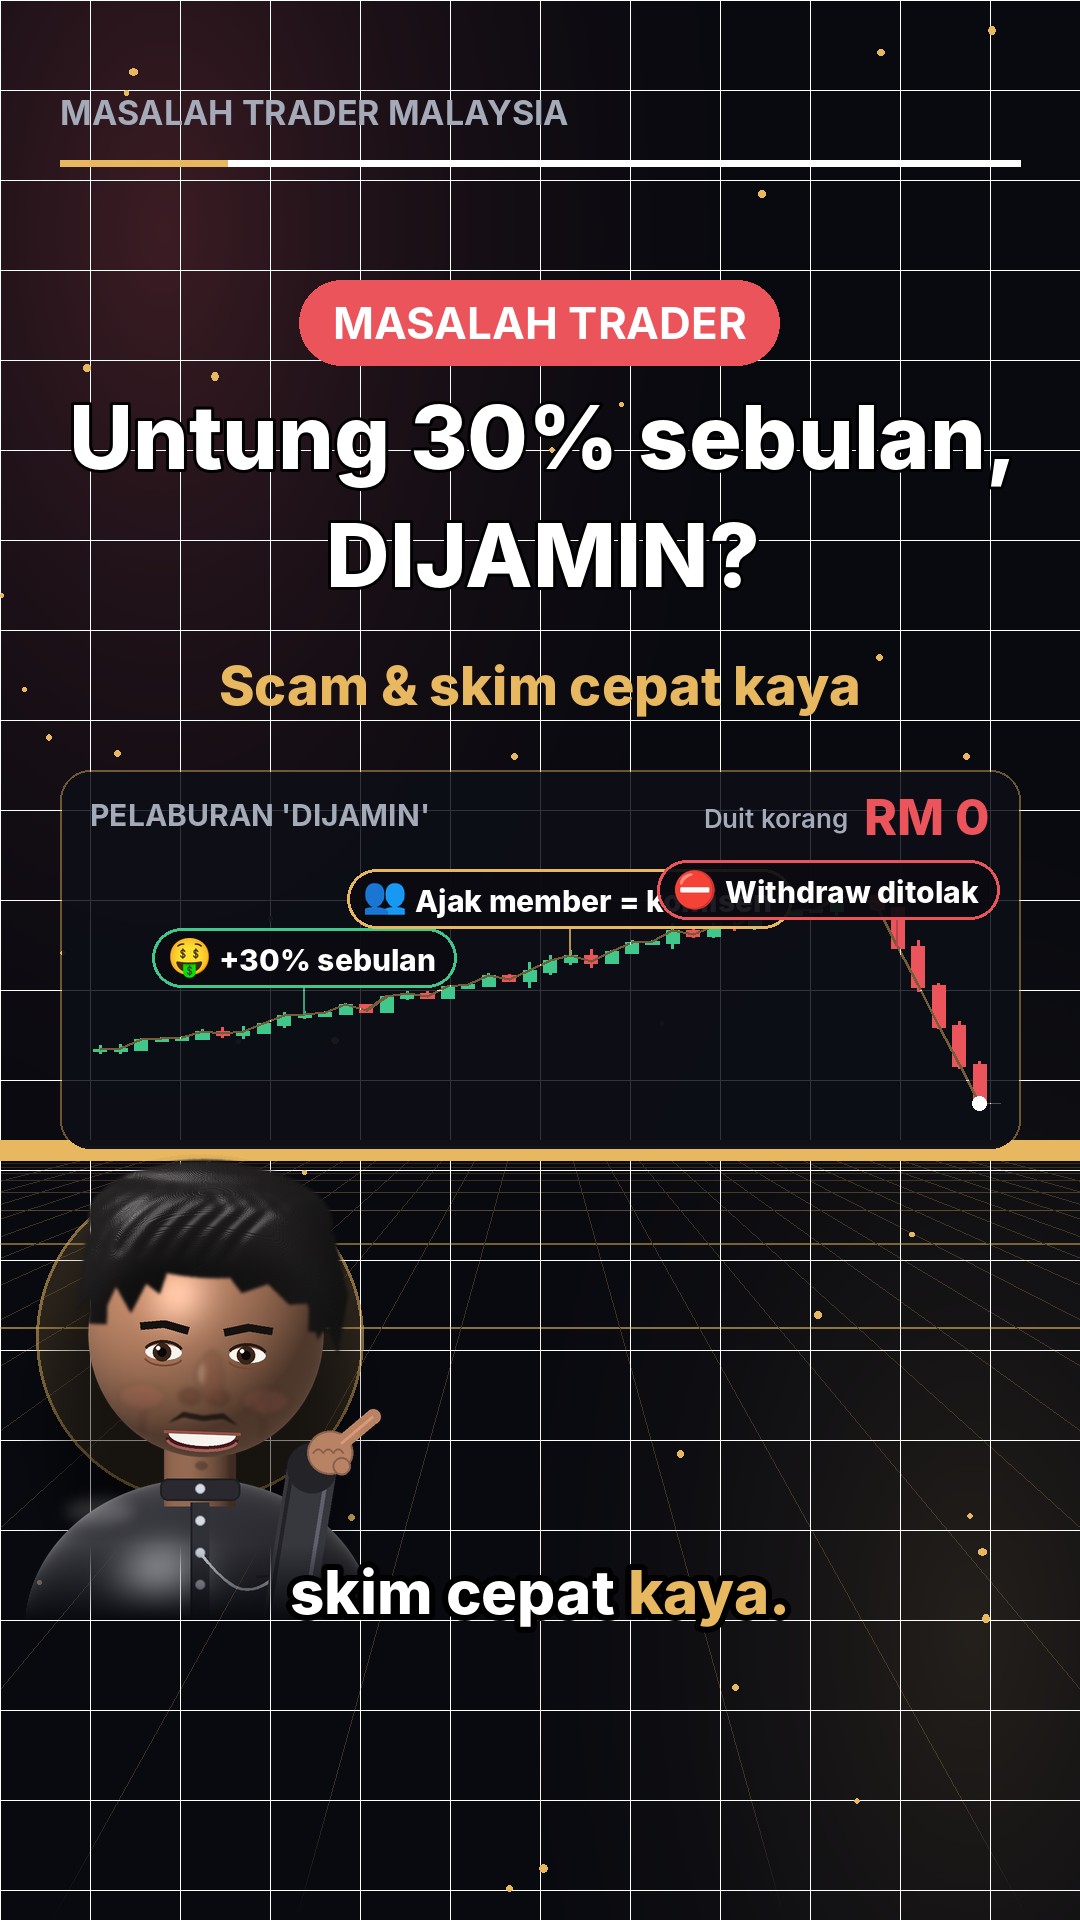 MASALAH TRADER MALAYSIA
MASALAH TRADER
Untung 30% sebulan,
DIJAMIN?
Scam & skim cepat kaya
PELABURAN 'DIJAMIN'
Duit korang RM 0
Ajak member =
Withdraw ditolak
+30% sebulan
skim cepat kaya.